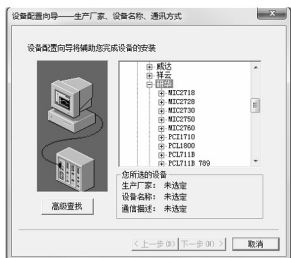 设备配置向导——生产厂家、设备名称、通讯方式
设备配置向导将辅助您完成设备的安装
威达
祥云
MIC2718
MIC2728
MIC2730
MIC2750
MIC2760
PCI1710
PCL1800
PCL711B
PCL711B 789
您所选的设备
生产厂家： 未选定
设备名称： 未选定
通信描述： 未选定
高级查找
<上一步(B) 下一步(N)> 取消